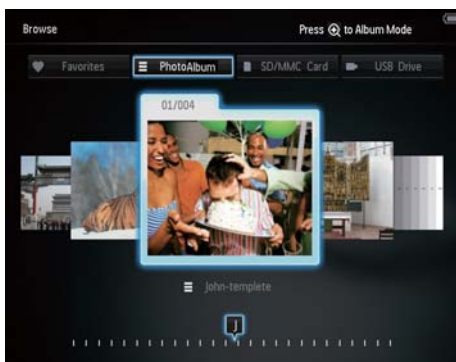 Browse
Press to Album Mode
Favorites
PhotoAlbum
SD/MMC Card
USB Drive
01/004
John-templete
J